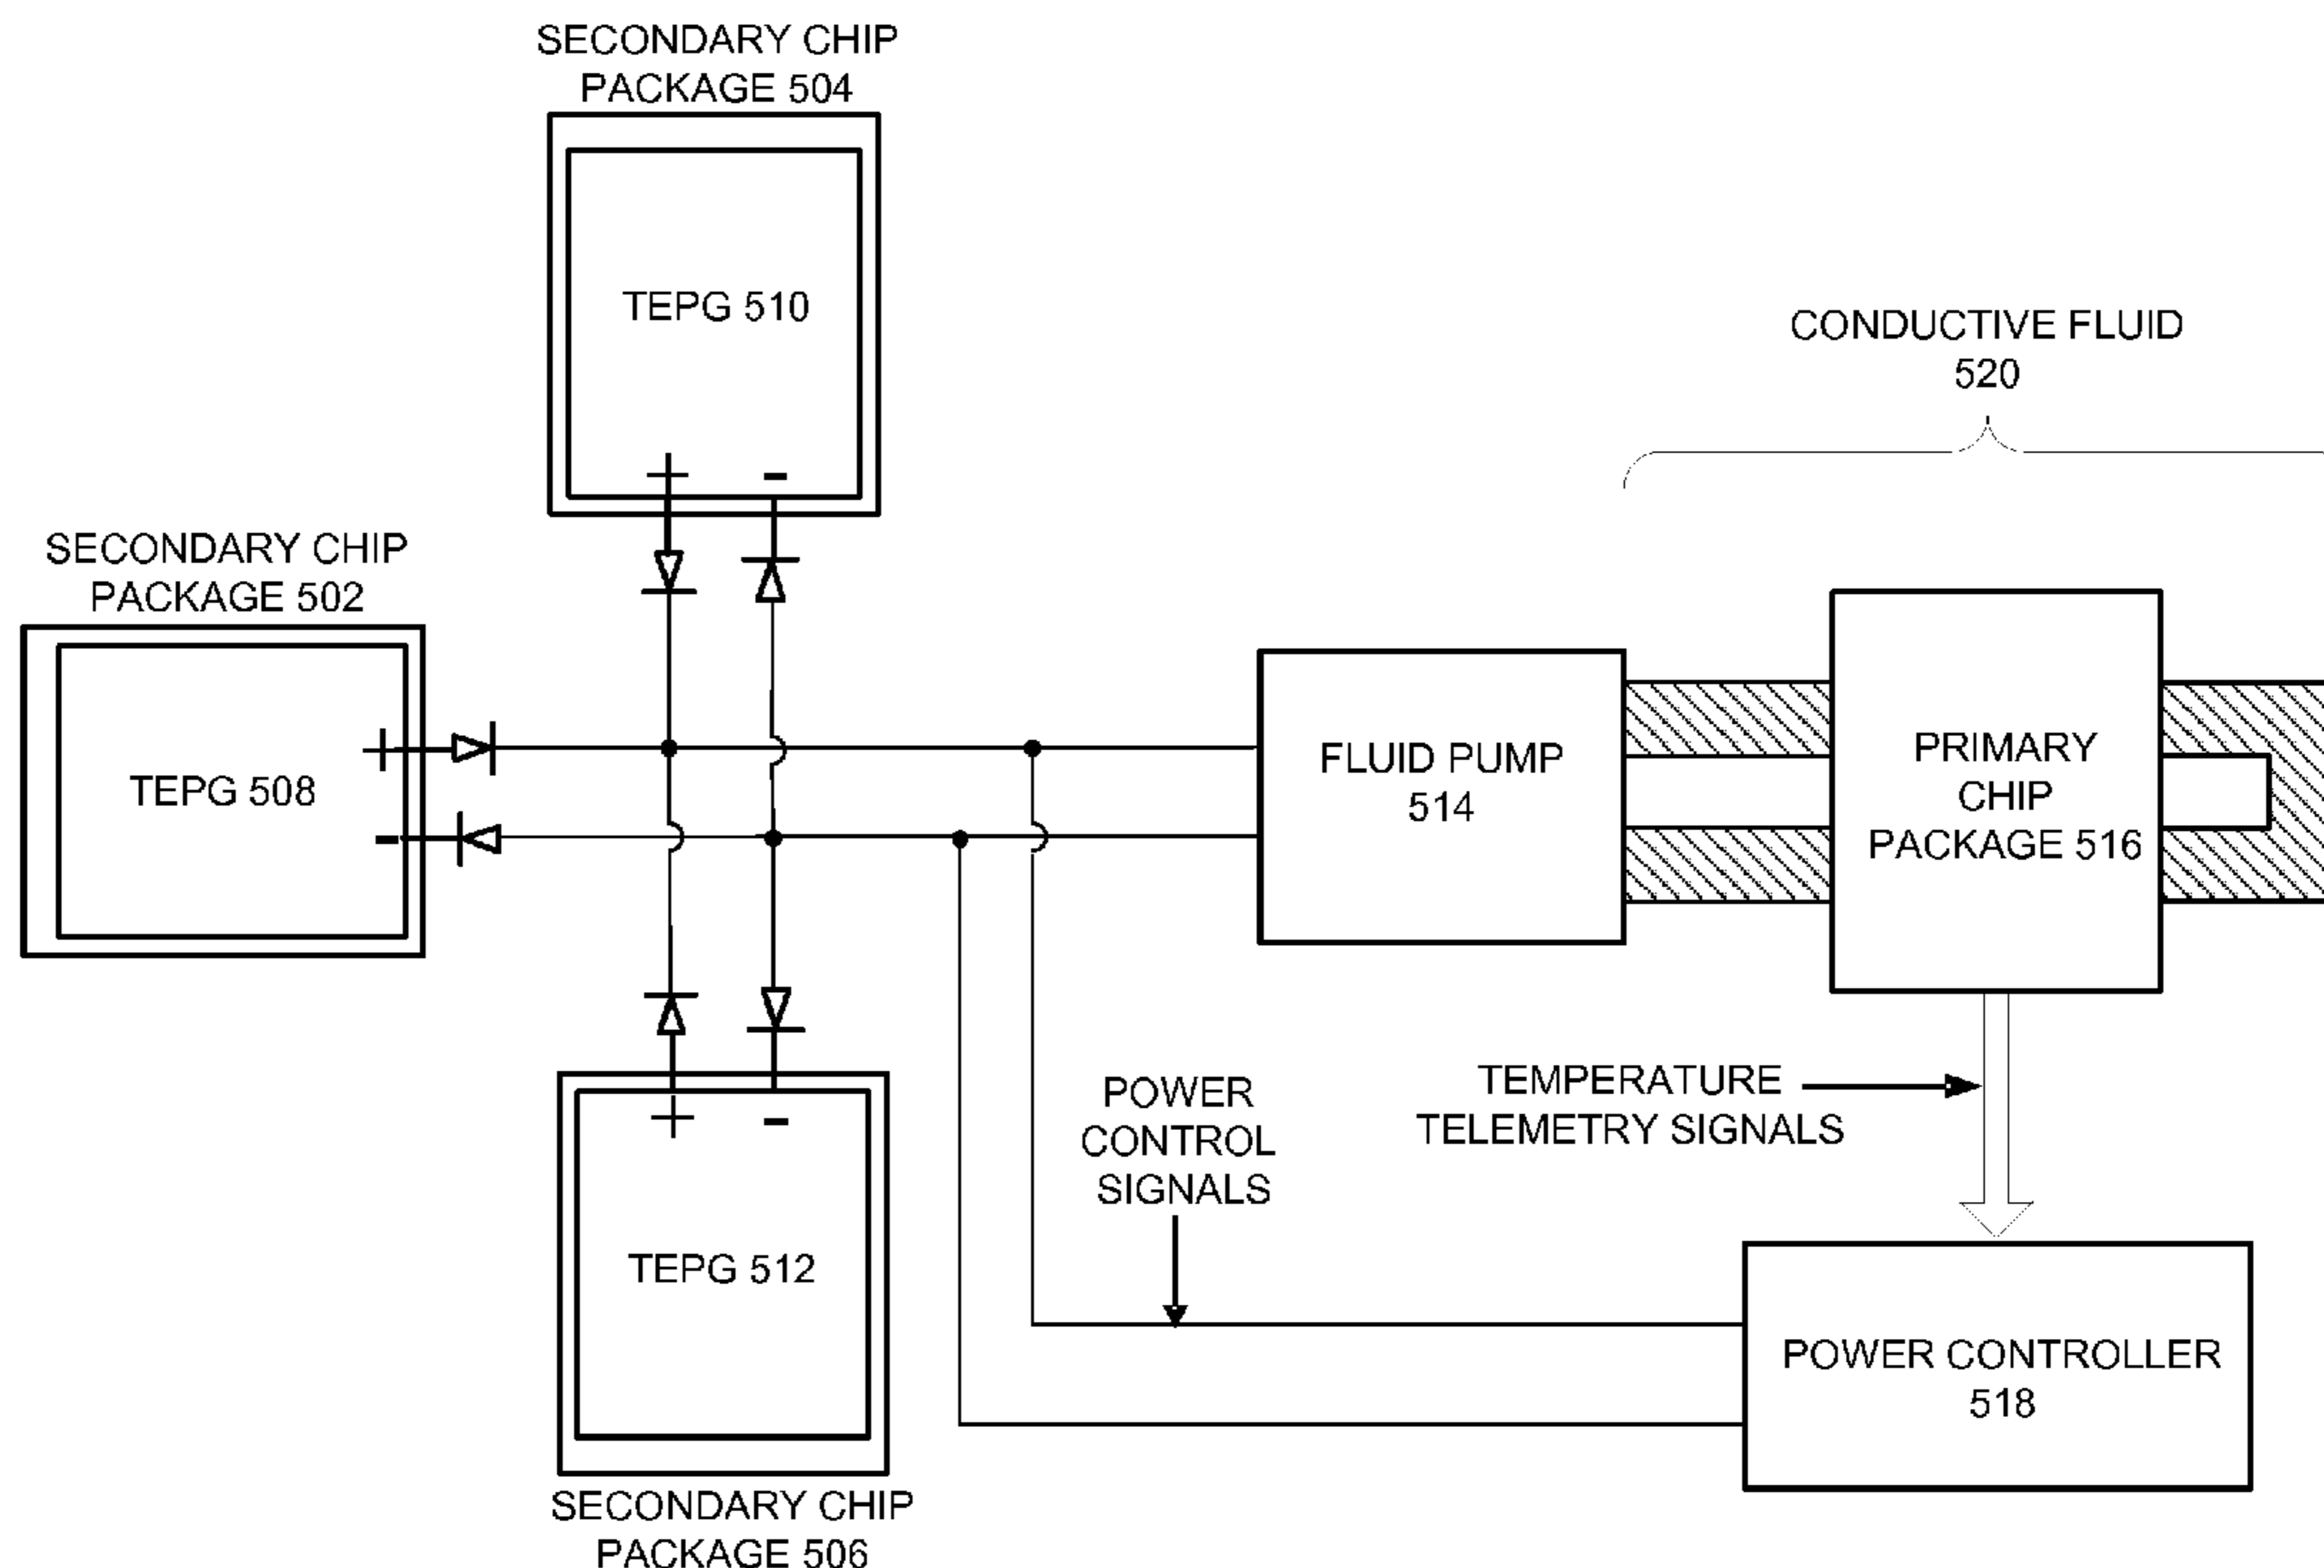 SECONDARY CHIP
PACKAGE 504
TEPG 510
+ -
CONDUCTIVE FLUID
520
SECONDARY CHIP
PACKAGE 502
TEPG 508
+
-
FLUID PUMP
514
PRIMARY
CHIP
PACKAGE 516
POWER
CONTROL
SIGNALS
TEMPERATURE
TELEMETRY SIGNALS
+ -
TEPG 512
SECONDARY CHIP
PACKAGE 506
POWER CONTROLLER
518